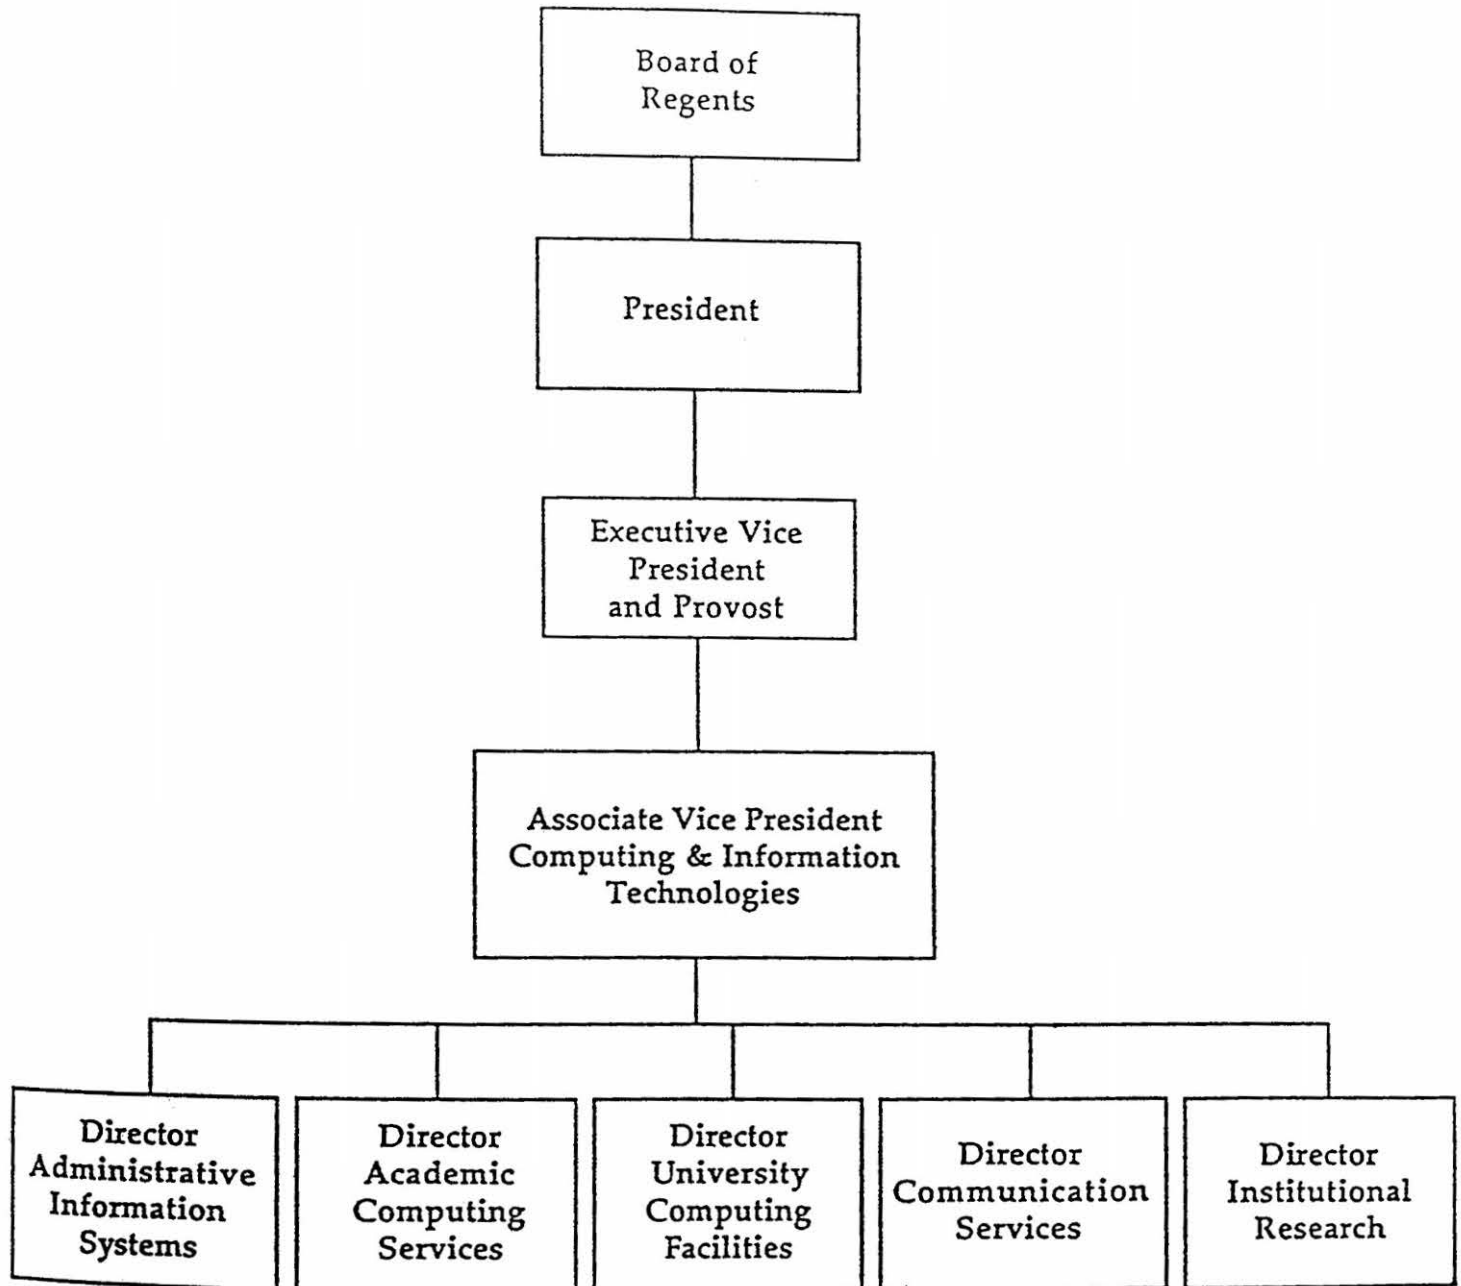 Board of
Regents
President
Executive Vice
President
and Provost
Associate Vice President
Computing & Information
Technologies
Director
Administrative
Information
Systems
Director
Academic
Computing
Services
Director
University
Computing
Facilities
Director
Communication
Services
Director
Institutional
Research